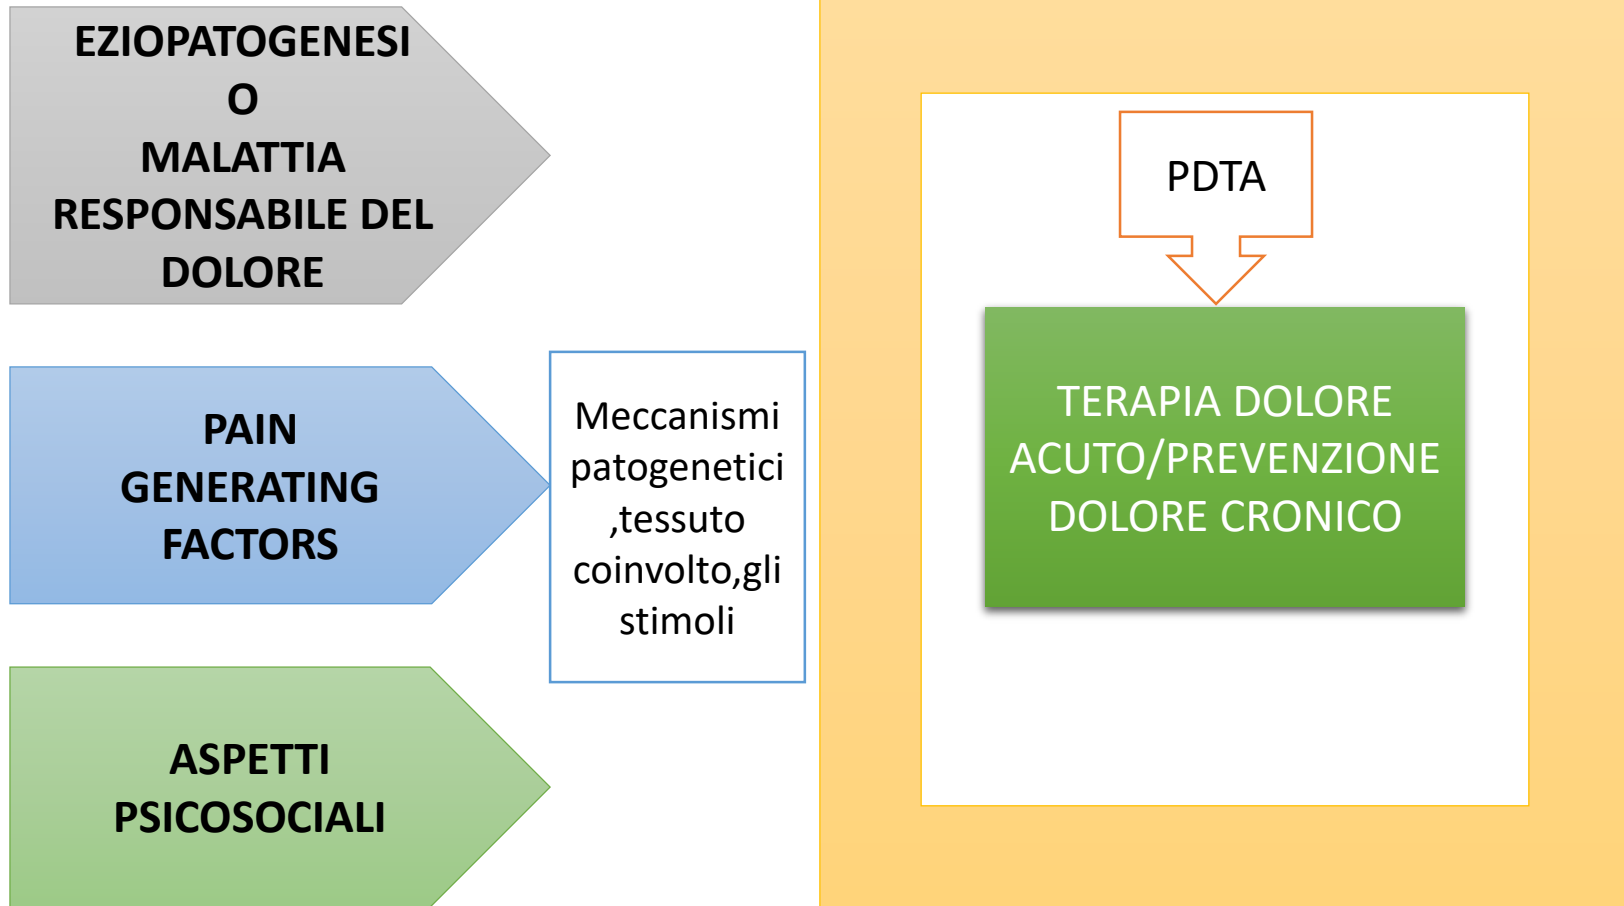 EZIOPATOGENESI
O
MALATTIA
RESPONSABILE DEL
DOLORE
PAIN
GENERATING
FACTORS
Meccanismi
patogenetici
,tessuto
coinvolto,gli
stimoli
ASPETTI
PSICOSOCIALI
PDTA
TERAPIA DOLORE
ACUTO/PREVENZIONE
DOLORE CRONICO